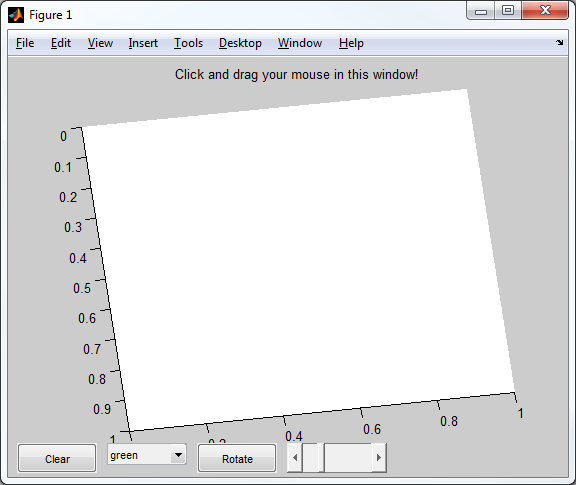 Figure 1
File Edit View Insert Tools Desktop Window Help
Click and drag your mouse in this window!
0
0.1
0.2
0.3
0.4
0.5
0.6
0.7
0.8
0.9
1
0.4
0.6
0.8
1
Clear
green
Rotate